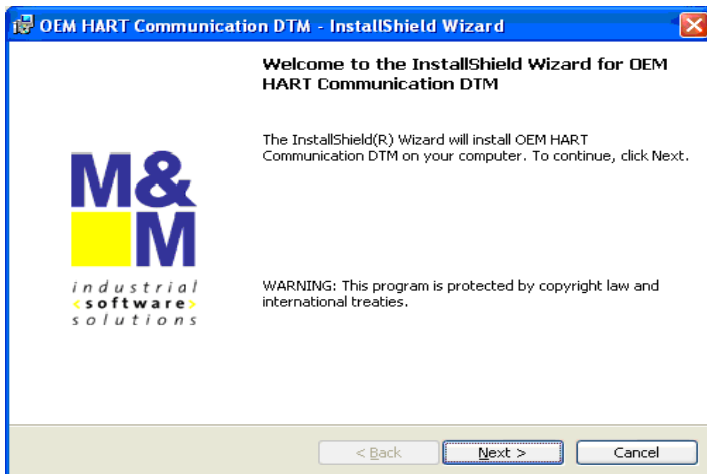 OEM HART Communication DTM - InstallShield Wizard
Welcome to the InstallShield Wizard for OEM
HART Communication DTM
The InstallShield(R) Wizard will install OEM HART
Communication DTM on your computer. To continue, click Next.
M&
M
industrial
<software>
solutions
WARNING: This program is protected by copyright law and
international treaties.
< Back
Next >
Cancel